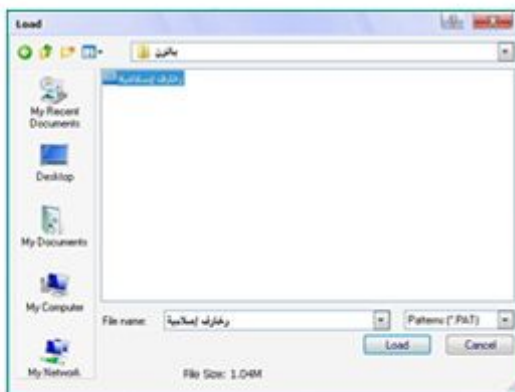 Load
باترن
زخارف إسلامية
My Recent
Documents
Desktop
My Documents
My Computer
My Network
File name:
زخارف إسلامية
Patterns (*.PAT)
Load
Cancel
File Size: 1.04M